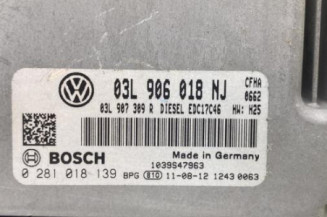 03L 906 018 NJ
CFHA
0662
03L 907 309 R DIESEL EDC17C46 HW: H25
BOSCH
Made in Germany
1039S47963
0 281 018 139 BPG 810 11-08-12 1243 0063